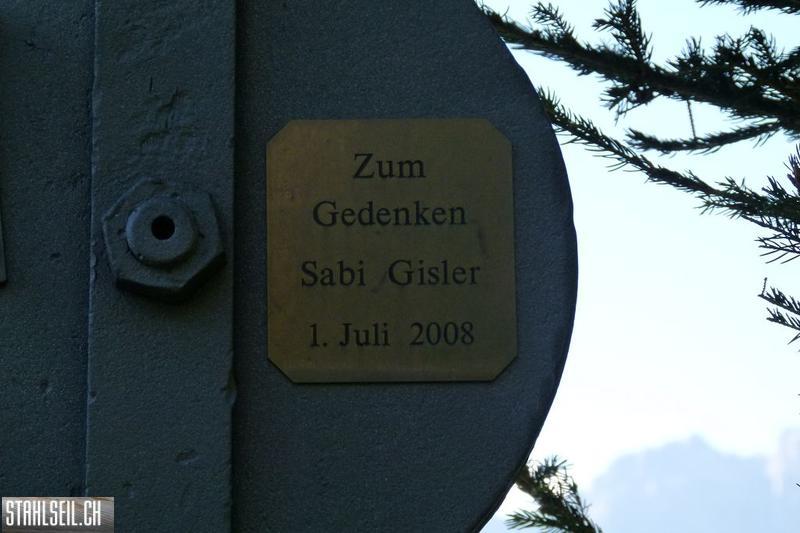 Zum
Gedenken
Sabi Gisler
1. Juli 2008
STAHLSEIL.CH